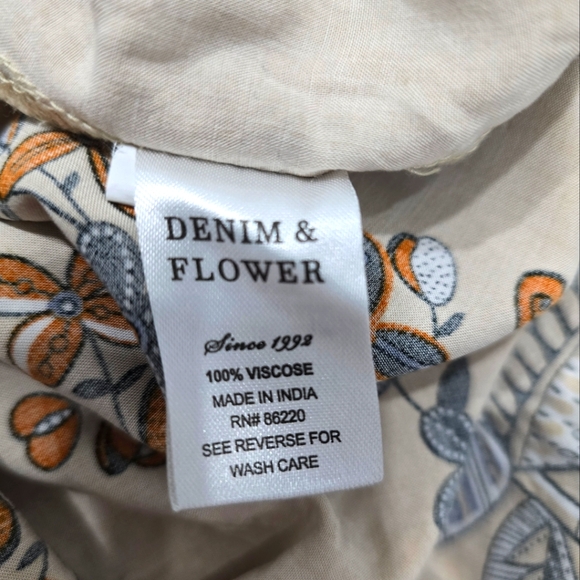 DENIM &
FLOWER
Since 1992
100% VISCOSE
MADE IN INDIA
RN# 86220
SEE REVERSE FOR
WASH CARE